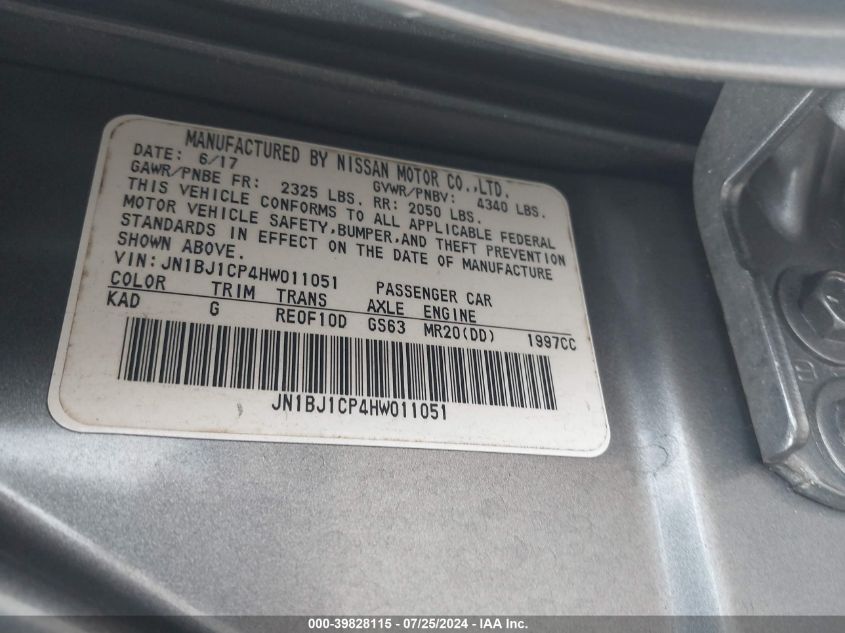 MANUFACTURED BY NISSAN MOTOR CO.,LTD.
DATE: 6/17 GVWR/PNBV: 4340 LBS.
GAWR/PNBE FR: 2325 LBS. RR: 2050 LBS.
THIS VEHICLE CONFORMS TO ALL APPLICABLE FEDERAL
MOTOR VEHICLE SAFETY,BUMPER,AND THEFT PREVENTION
STANDARDS IN EFFECT ON THE DATE OF MANUFACTURE
SHOWN ABOVE.
VIN:JN1BJ1CP4HW011051 PASSENGER CAR
COLOR TRIM TRANS AXLE ENGINE
KAD G RE0F10D GS63 MR20(DD) 1997CC
JN1BJ1CP4HW011051
000-39828115 - 07/25/2024 - IAA Inc.